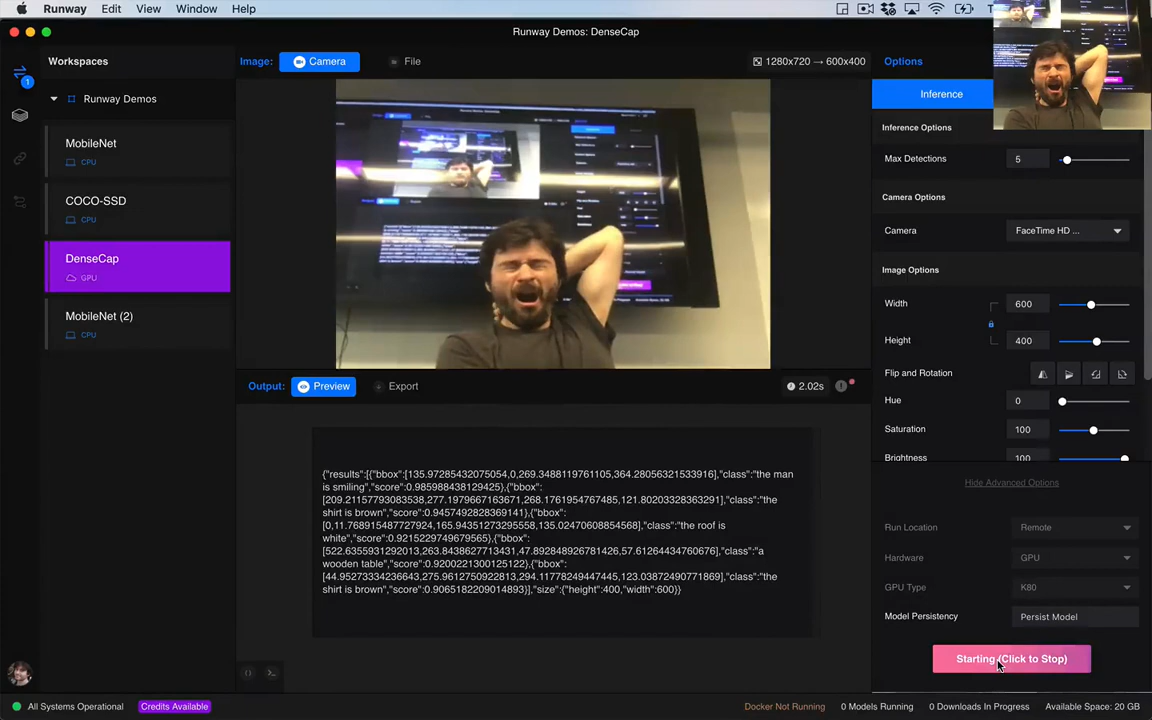 Runway Edit View Window Help
Runway Demos: DenseCap
Workspaces
Runway Demos
MobileNet
CPU
COCO-SSD
CPU
DenseCap
GPU
MobileNet (2)
CPU
1
Image: Camera File 1280x720 → 600x400
Output: Preview Export 2.02s
{"results":[{"bbox":[135.97285432075054,0,269.3488119761105,364.28056321533916],"class":"the man
is smiling","score":0.985988438129425},{"bbox":
[209.21157793083538,277.1979667163671,268.1761954767485,121.80203328363291],"class":"the
shirt is brown","score":0.9457492828369141},{"bbox":
[0,11.768915487727924,165.94351273295558,135.02470608854568],"class":"the roof is
white","score":0.9215229749679565},{"bbox":
[522.6355931292013,263.8438627713431,47.892848926781426,57.61264434760676],"class":"a
wooden table","score":0.9200221300125122},{"bbox":
[44.95273334236643,275.9612750922813,294.11778249447445,123.03872490771869],"class":"the
shirt is brown","score":0.9065182209014893}],"size":{"height":400,"width":600}}
Options
Inference
Inference Options
Max Detections 5
Camera Options
Camera FaceTime HD ...
Image Options
Width 600
Height 400
Flip and Rotation
Hue 0
Saturation 100
Brightness 100
Hide Advanced Options
Run Location Remote
Hardware GPU
GPU Type K80
Model Persistency Persist Model
Starting (Click to Stop)
All Systems Operational Credits Available Docker Not Running 0 Models Running 0 Downloads In Progress Available Space: 20 GB